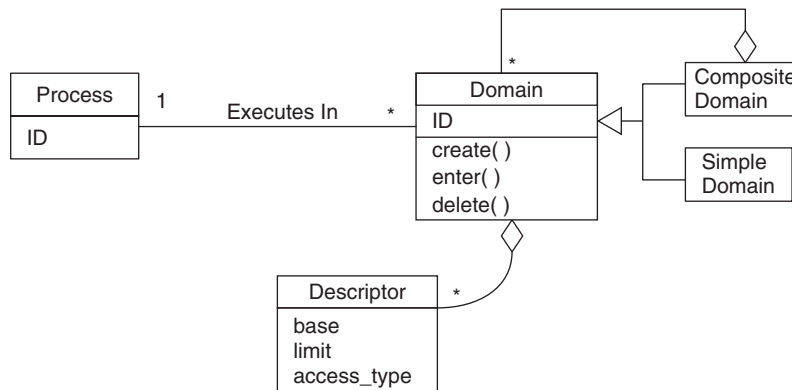 *
Process
ID
1
Executes In
*
Domain
ID
create( )
enter( )
delete( )
Composite
Domain
Simple
Domain
Descriptor
*
base
limit
access_type